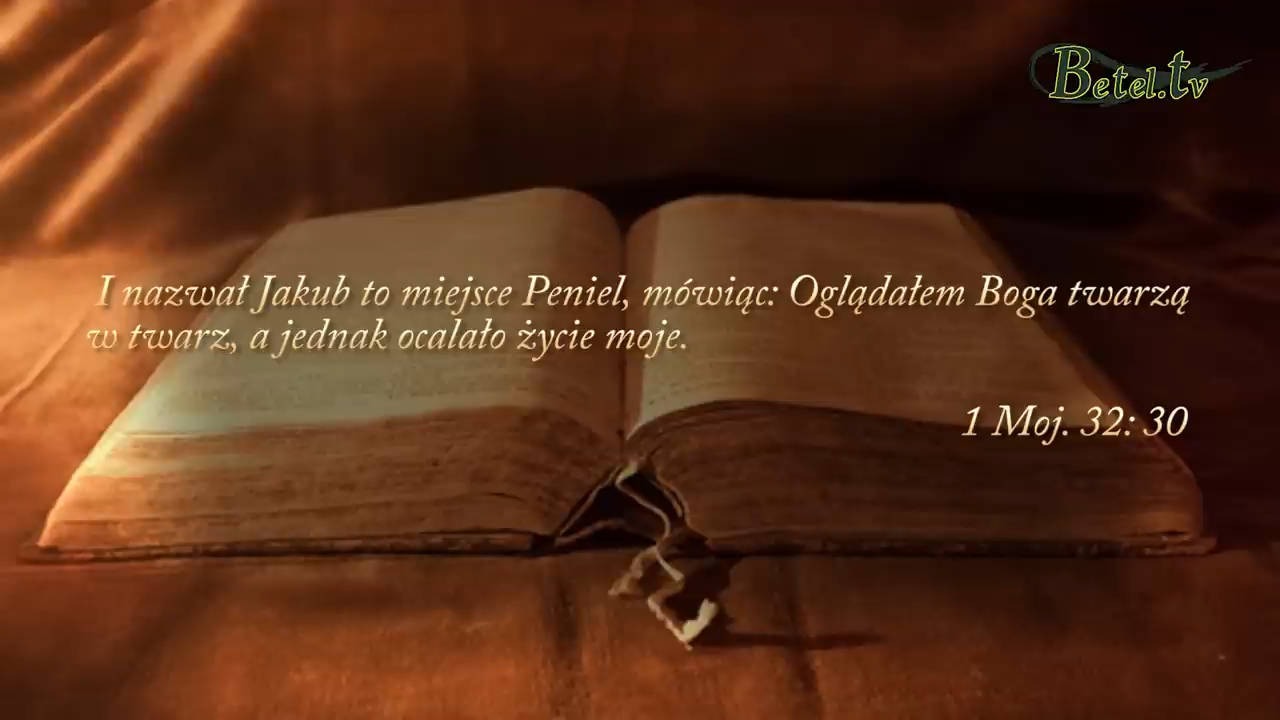 Betel.tv
I nazwał Jakub to miejsce Peniel, mówiąc: Oglądałem Boga twarzą
w twarz, a jednak ocalało życie moje.
1 Moj. 32: 30